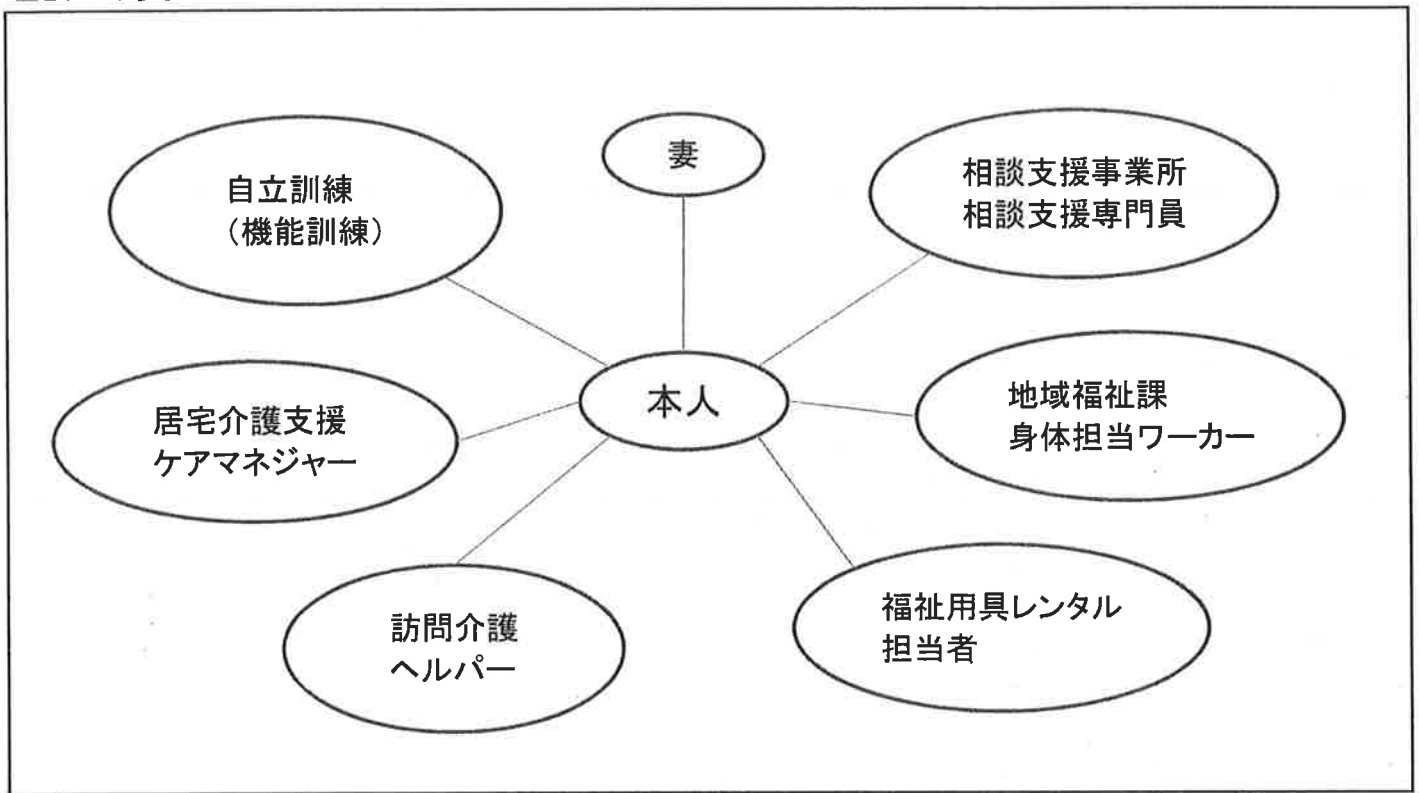 妻
自立訓練
（機能訓練）
相談支援事業所
相談支援専門員
本人
居宅介護支援
ケアマネジャー
地域福祉課
身体担当ワーカー
訪問介護
ヘルパー
福祉用具レンタル
担当者